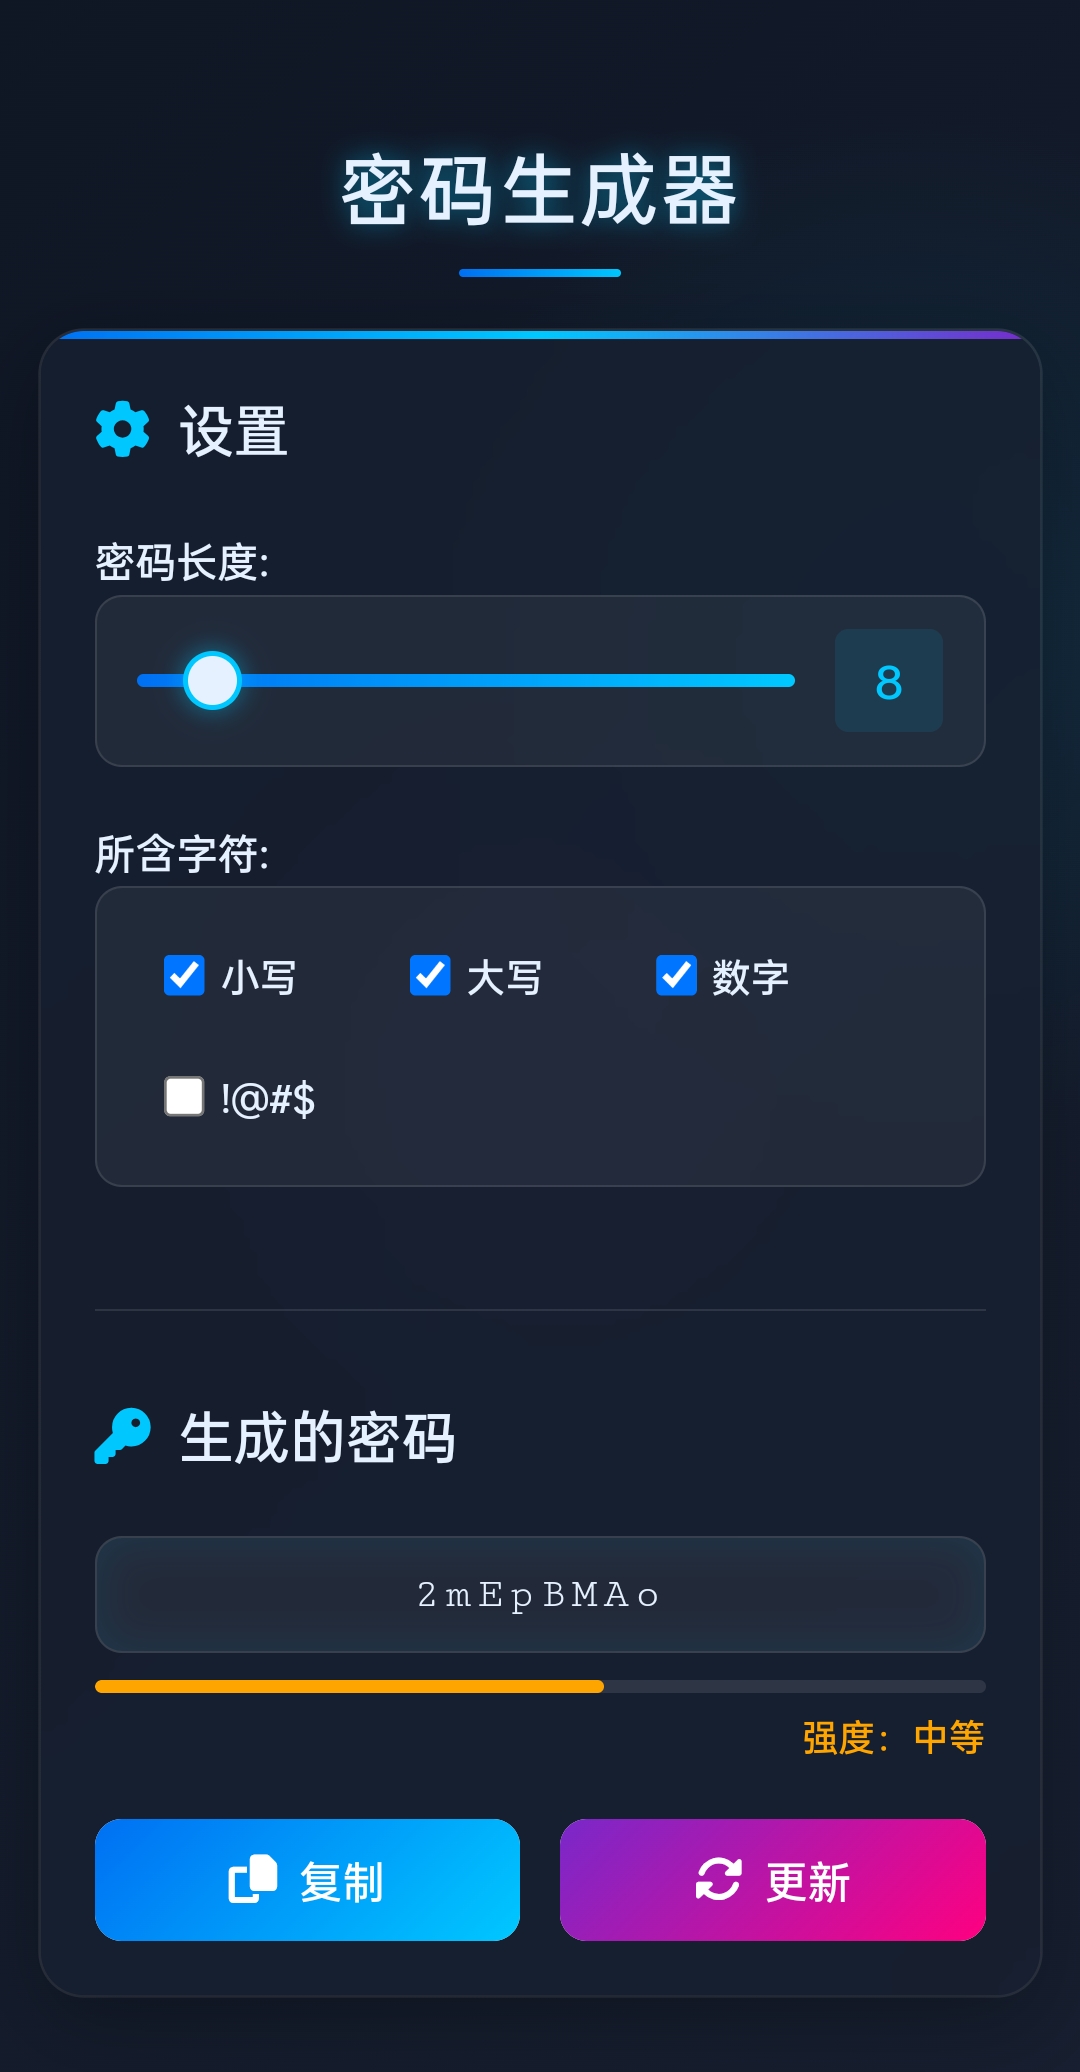 密码生成器
设置
密码长度:
8
所含字符:
小写 大写 数字
!@#$
生成的密码
2mEpBMAo
强度: 中等
复制 更新